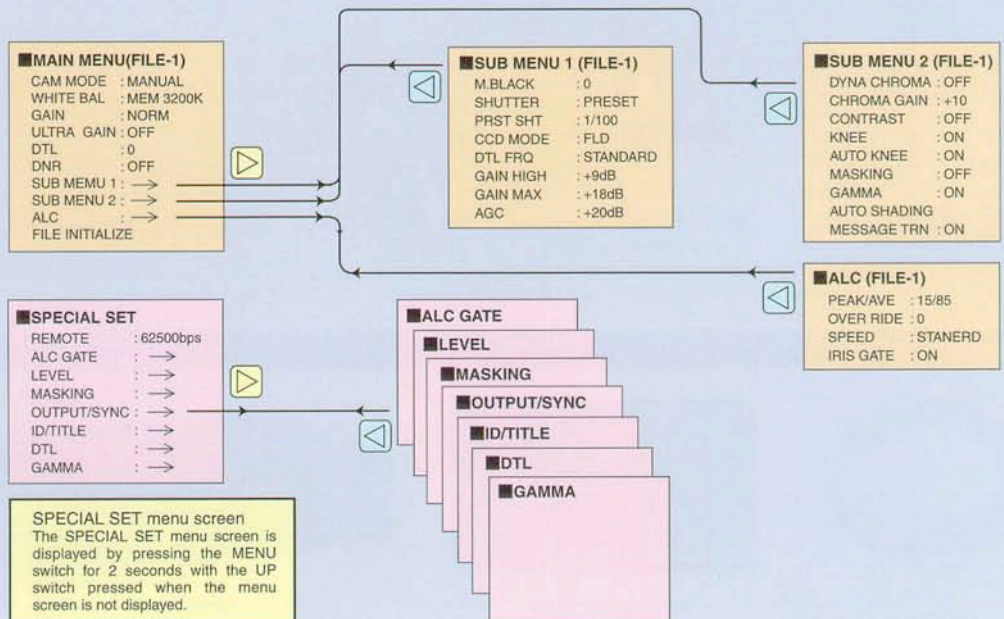 ■MAIN MENU(FILE-1)
CAM MODE : MANUAL
WHITE BAL : MEM 3200K
GAIN : NORM
ULTRA GAIN : OFF
DTL : 0
DNR : OFF
SUB MEMU 1 : →
SUB MENU 2 : →
ALC : →
FILE INITIALIZE
■SUB MENU 1 (FILE-1)
M.BLACK : 0
SHUTTER : PRESET
PRST SHT : 1/100
CCD MODE : FLD
DTL FRQ : STANDARD
GAIN HIGH : +9dB
GAIN MAX : +18dB
AGC : +20dB
■SUB MENU 2 (FILE-1)
DYNA CHROMA : OFF
CHROMA GAIN : +10
CONTRAST : OFF
KNEE : ON
AUTO KNEE : ON
MASKING : OFF
GAMMA : ON
AUTO SHADING
MESSAGE TRN : ON
■ALC (FILE-1)
PEAK/AVE : 15/85
OVER RIDE : 0
SPEED : STANERD
IRIS GATE : ON
■SPECIAL SET
REMOTE : 62500bps
ALC GATE : →
LEVEL : →
MASKING : →
OUTPUT/SYNC : →
ID/TITLE : →
DTL : →
GAMMA : →
■ALC GATE
■LEVEL
■MASKING
■OUTPUT/SYNC
■ID/TITLE
■DTL
■GAMMA
SPECIAL SET menu screen
The SPECIAL SET menu screen is
displayed by pressing the MENU
switch for 2 seconds with the UP
switch pressed when the menu
screen is not displayed.